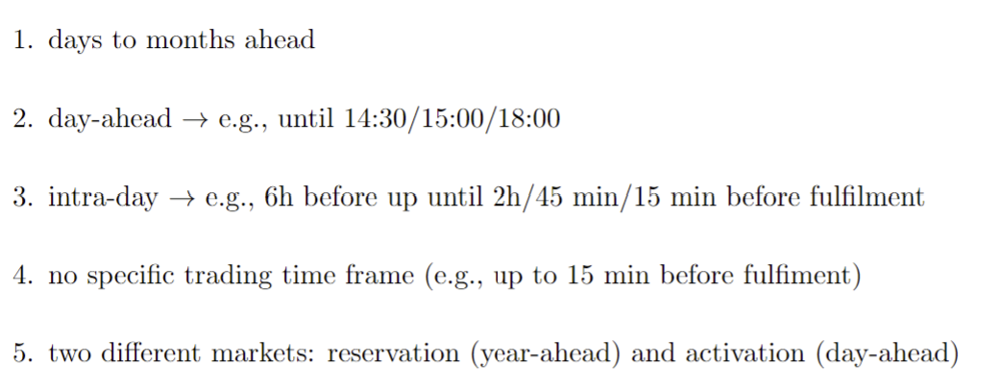 1. days to months ahead
2. day-ahead → e.g., until 14:30/15:00/18:00
3. intra-day → e.g., 6h before up until 2h/45 min/15 min before fulfilment
4. no specific trading time frame (e.g., up to 15 min before fulfiment)
5. two different markets: reservation (year-ahead) and activation (day-ahead)